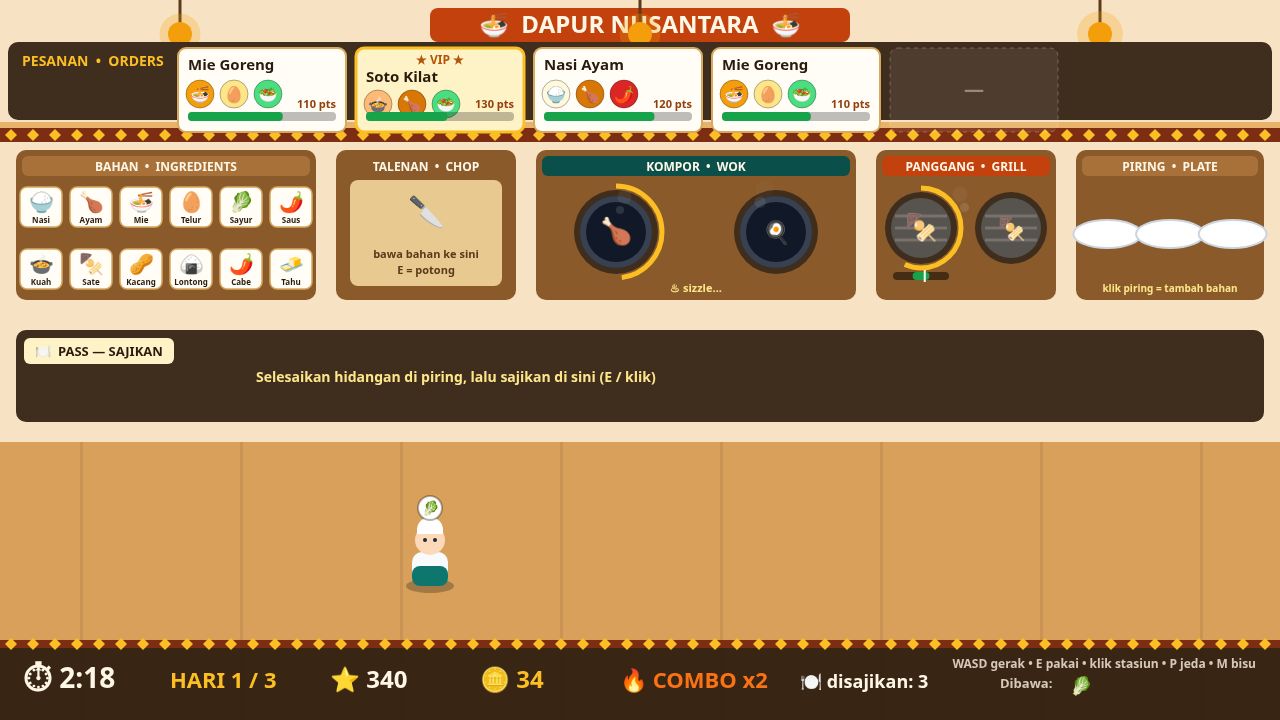 DAPUR NUSANTARA
PESANAN • ORDERS
Mie Goreng
110 pts
★ VIP ★
Soto Kilat
130 pts
Nasi Ayam
120 pts
Mie Goreng
110 pts
—
BAHAN • INGREDIENTS
Nasi Ayam Mie Telur Sayur Saus
Kuah Sate Kacang Lontong Cabe Tahu
TALENAN • CHOP
bawa bahan ke sini
E = potong
KOMPOR • WOK
♨ sizzle...
PANGGANG • GRILL
PIRING • PLATE
klik piring = tambah bahan
PASS — SAJIKAN
Selesaikan hidangan di piring, lalu sajikan di sini (E / klik)
2:18
HARI 1 / 3
340
34
COMBO x2
disajikan: 3
WASD gerak • E pakai • klik stasiun • P jeda • M bisu
Dibawa: